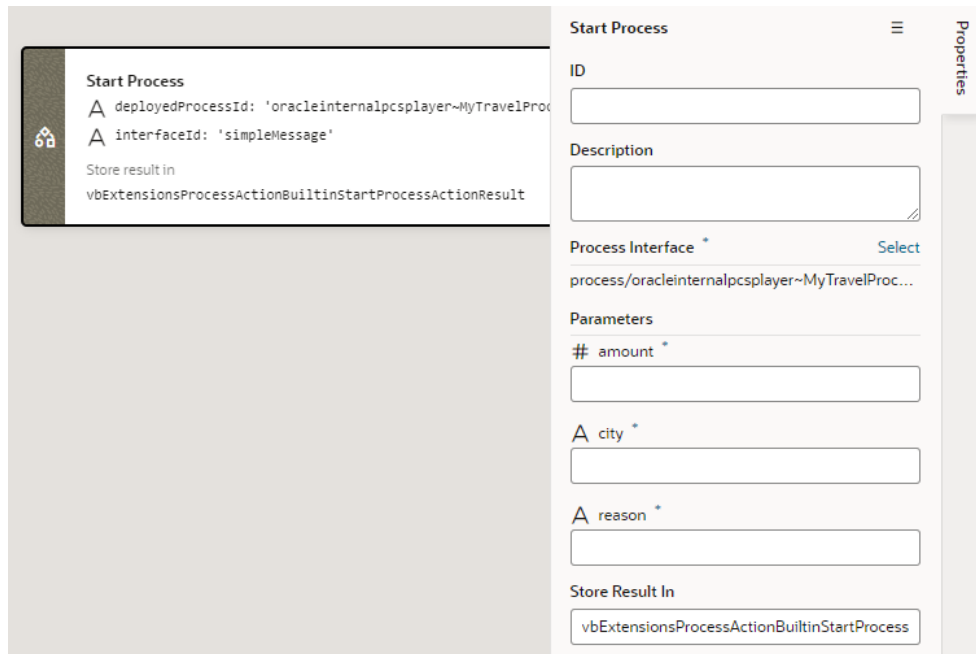 Start Process
deployedProcessId: 'oracleinternalpcsplayer~MyTravelProc
interfaceId: 'simpleMessage'
Store result in
vbExtensionsProcessActionBuiltinStartProcessActionResult
Start Process
Properties
ID
Description
Process Interface * Select
process/oracleinternalpcsplayer~MyTravelProc...
Parameters
# amount *
A city *
A reason *
Store Result In
vbExtensionsProcessActionBuiltinStartProcess